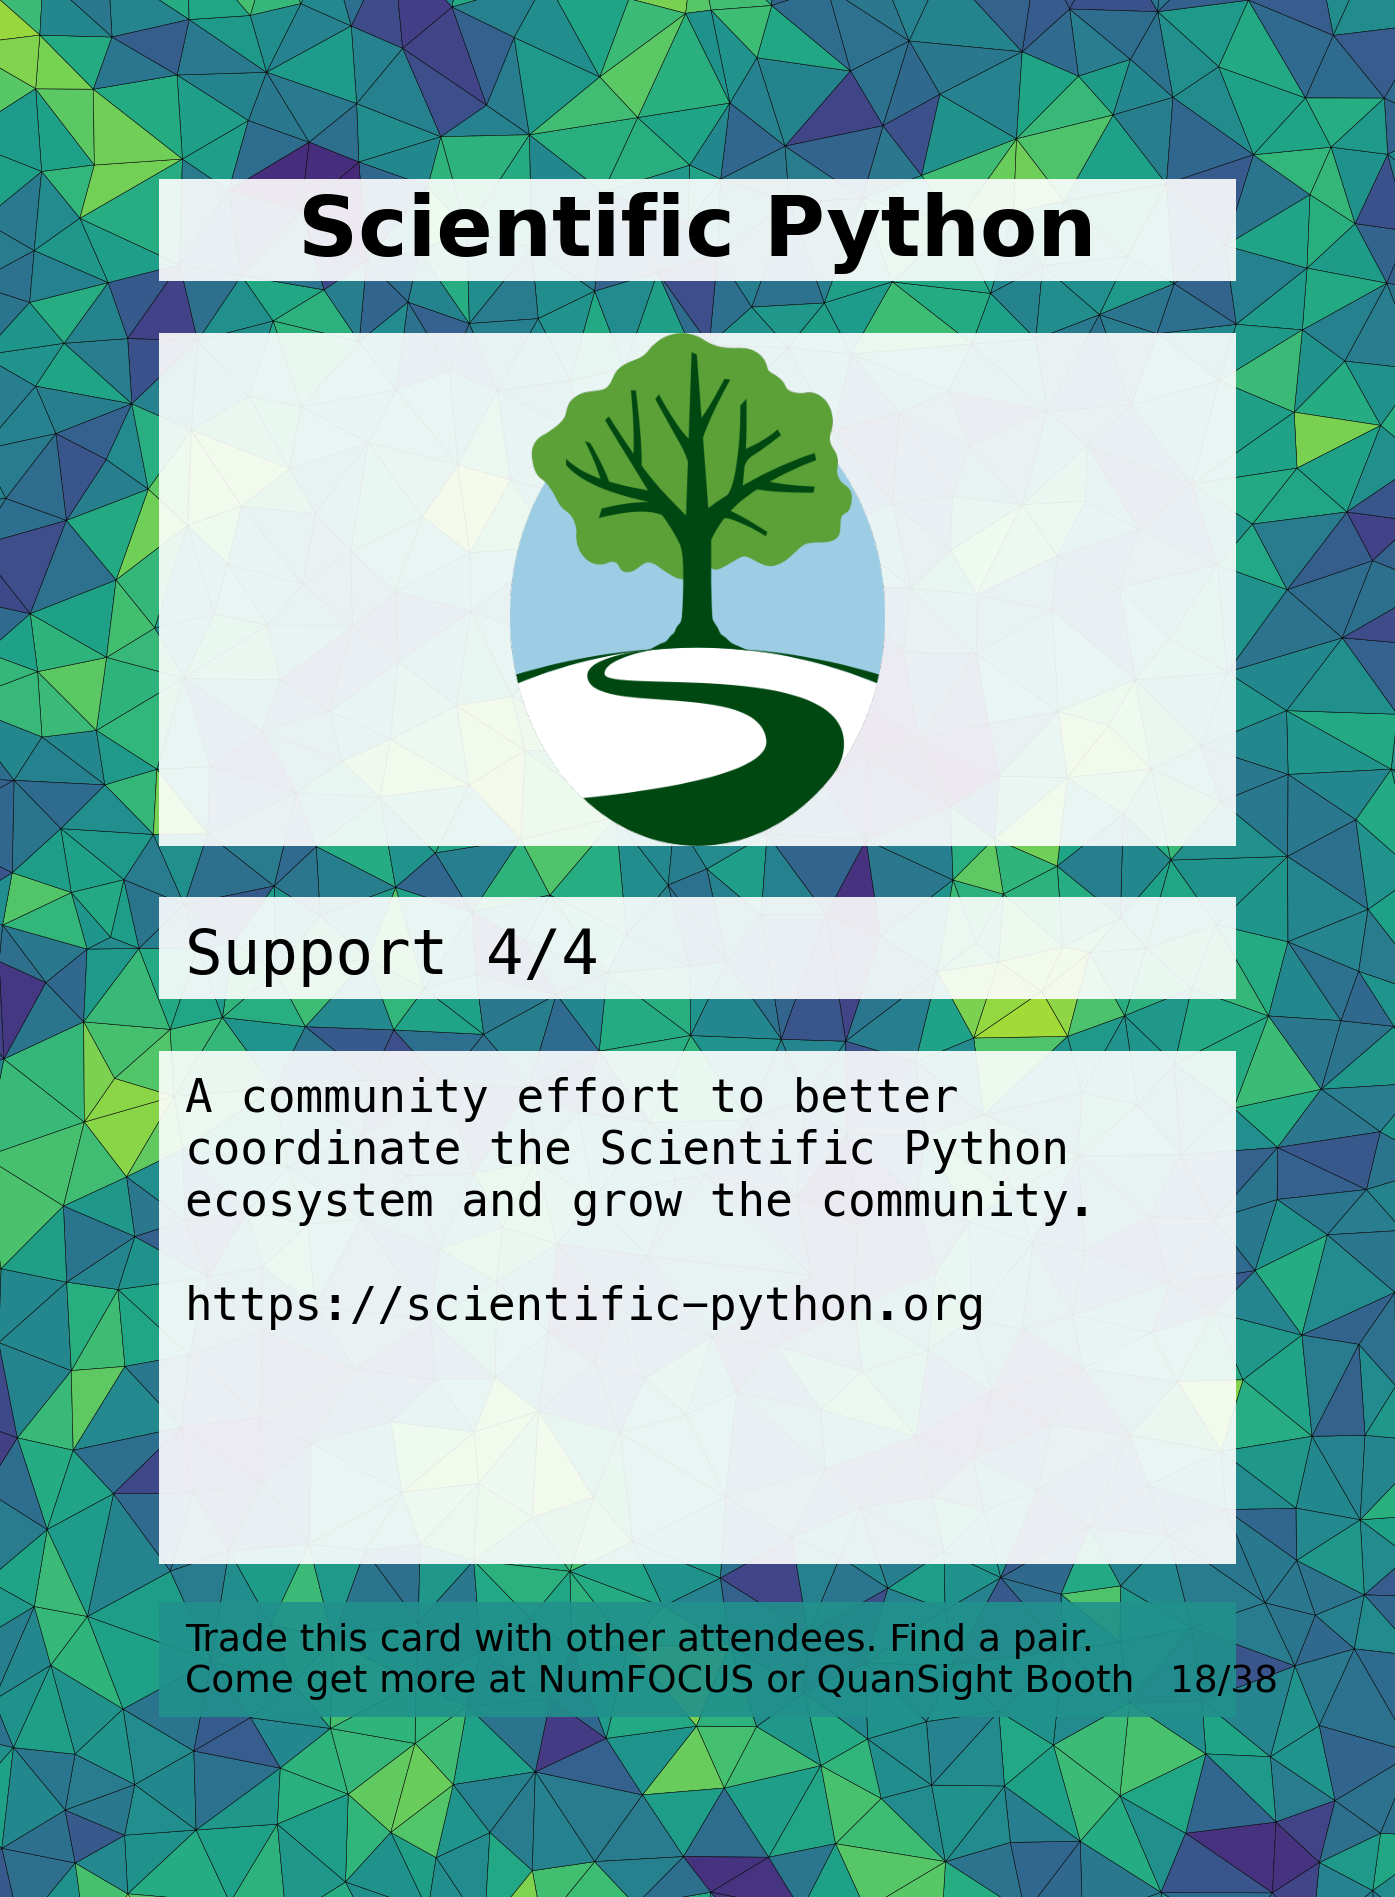 Scientific Python
Support 4/4
A community effort to better
coordinate the Scientific Python
ecosystem and grow the community.
https://scientific-python.org
Trade this card with other attendees. Find a pair.
Come get more at NumFOCUS or QuanSight Booth 18/38